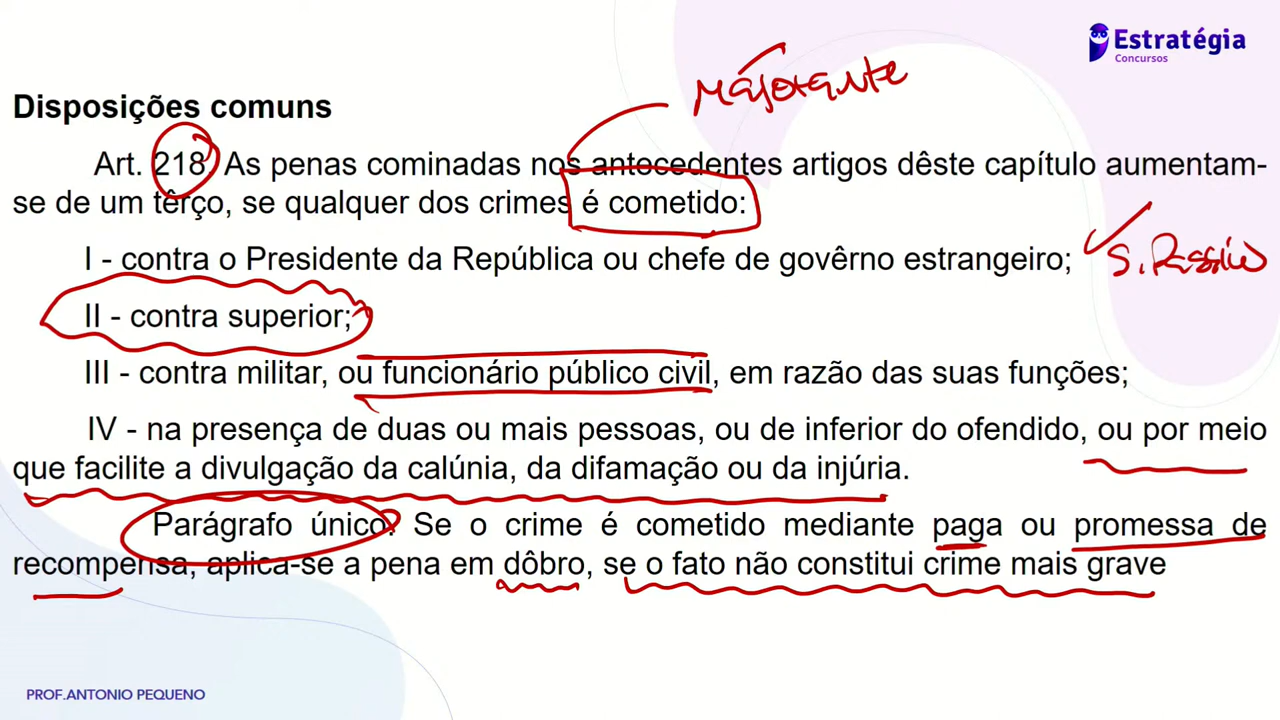 Estratégia
Concursos
Majorante
Disposições comuns
Art. 218. As penas cominadas nos antecedentes artigos dêste capítulo aumentam-
se de um têrço, se qualquer dos crimes é cometido:
I - contra o Presidente da República ou chefe de govêrno estrangeiro;
S. Passivo
II - contra superior;
III - contra militar, ou funcionário público civil, em razão das suas funções;
IV - na presença de duas ou mais pessoas, ou de inferior do ofendido, ou por meio
que facilite a divulgação da calúnia, da difamação ou da injúria.
Parágrafo único. Se o crime é cometido mediante paga ou promessa de
recompensa, aplica-se a pena em dôbro, se o fato não constitui crime mais grave
PROF.ANTONIO PEQUENO